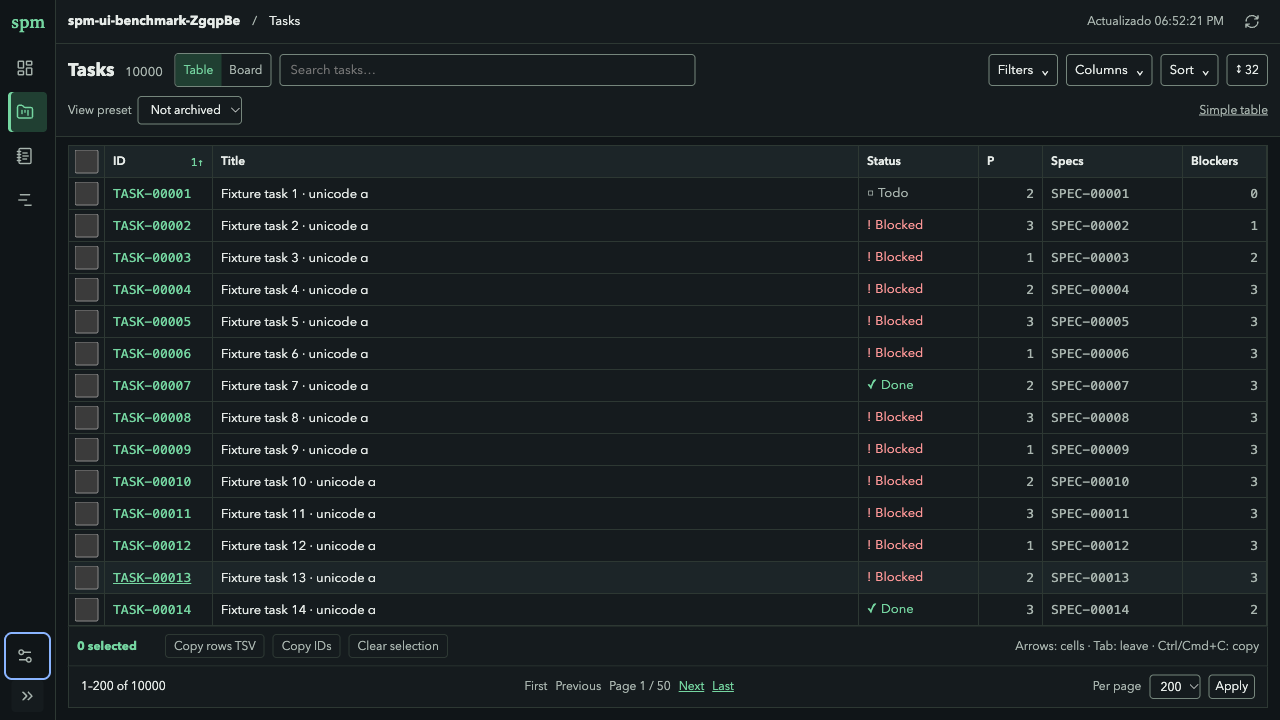 spm
spm-ui-benchmark-ZgqpBe / Tasks Actualizado 06:52:21 PM
Tasks 10000 Table Board Search tasks… Filters Columns Sort ↕ 32
View preset Not archived Simple table
ID 1↑ Title Status P Specs Blockers
TASK-00001 Fixture task 1 · unicode α Todo 2 SPEC-00001 0
TASK-00002 Fixture task 2 · unicode α ! Blocked 3 SPEC-00002 1
TASK-00003 Fixture task 3 · unicode α ! Blocked 1 SPEC-00003 2
TASK-00004 Fixture task 4 · unicode α ! Blocked 2 SPEC-00004 3
TASK-00005 Fixture task 5 · unicode α ! Blocked 3 SPEC-00005 3
TASK-00006 Fixture task 6 · unicode α ! Blocked 1 SPEC-00006 3
TASK-00007 Fixture task 7 · unicode α ✓ Done 2 SPEC-00007 3
TASK-00008 Fixture task 8 · unicode α ! Blocked 3 SPEC-00008 3
TASK-00009 Fixture task 9 · unicode α ! Blocked 1 SPEC-00009 3
TASK-00010 Fixture task 10 · unicode α ! Blocked 2 SPEC-00010 3
TASK-00011 Fixture task 11 · unicode α ! Blocked 3 SPEC-00011 3
TASK-00012 Fixture task 12 · unicode α ! Blocked 1 SPEC-00012 3
TASK-00013 Fixture task 13 · unicode α ! Blocked 2 SPEC-00013 3
TASK-00014 Fixture task 14 · unicode α ✓ Done 3 SPEC-00014 2
0 selected Copy rows TSV Copy IDs Clear selection Arrows: cells · Tab: leave · Ctrl/Cmd+C: copy
1–200 of 10000 First Previous Page 1 / 50 Next Last Per page 200 Apply